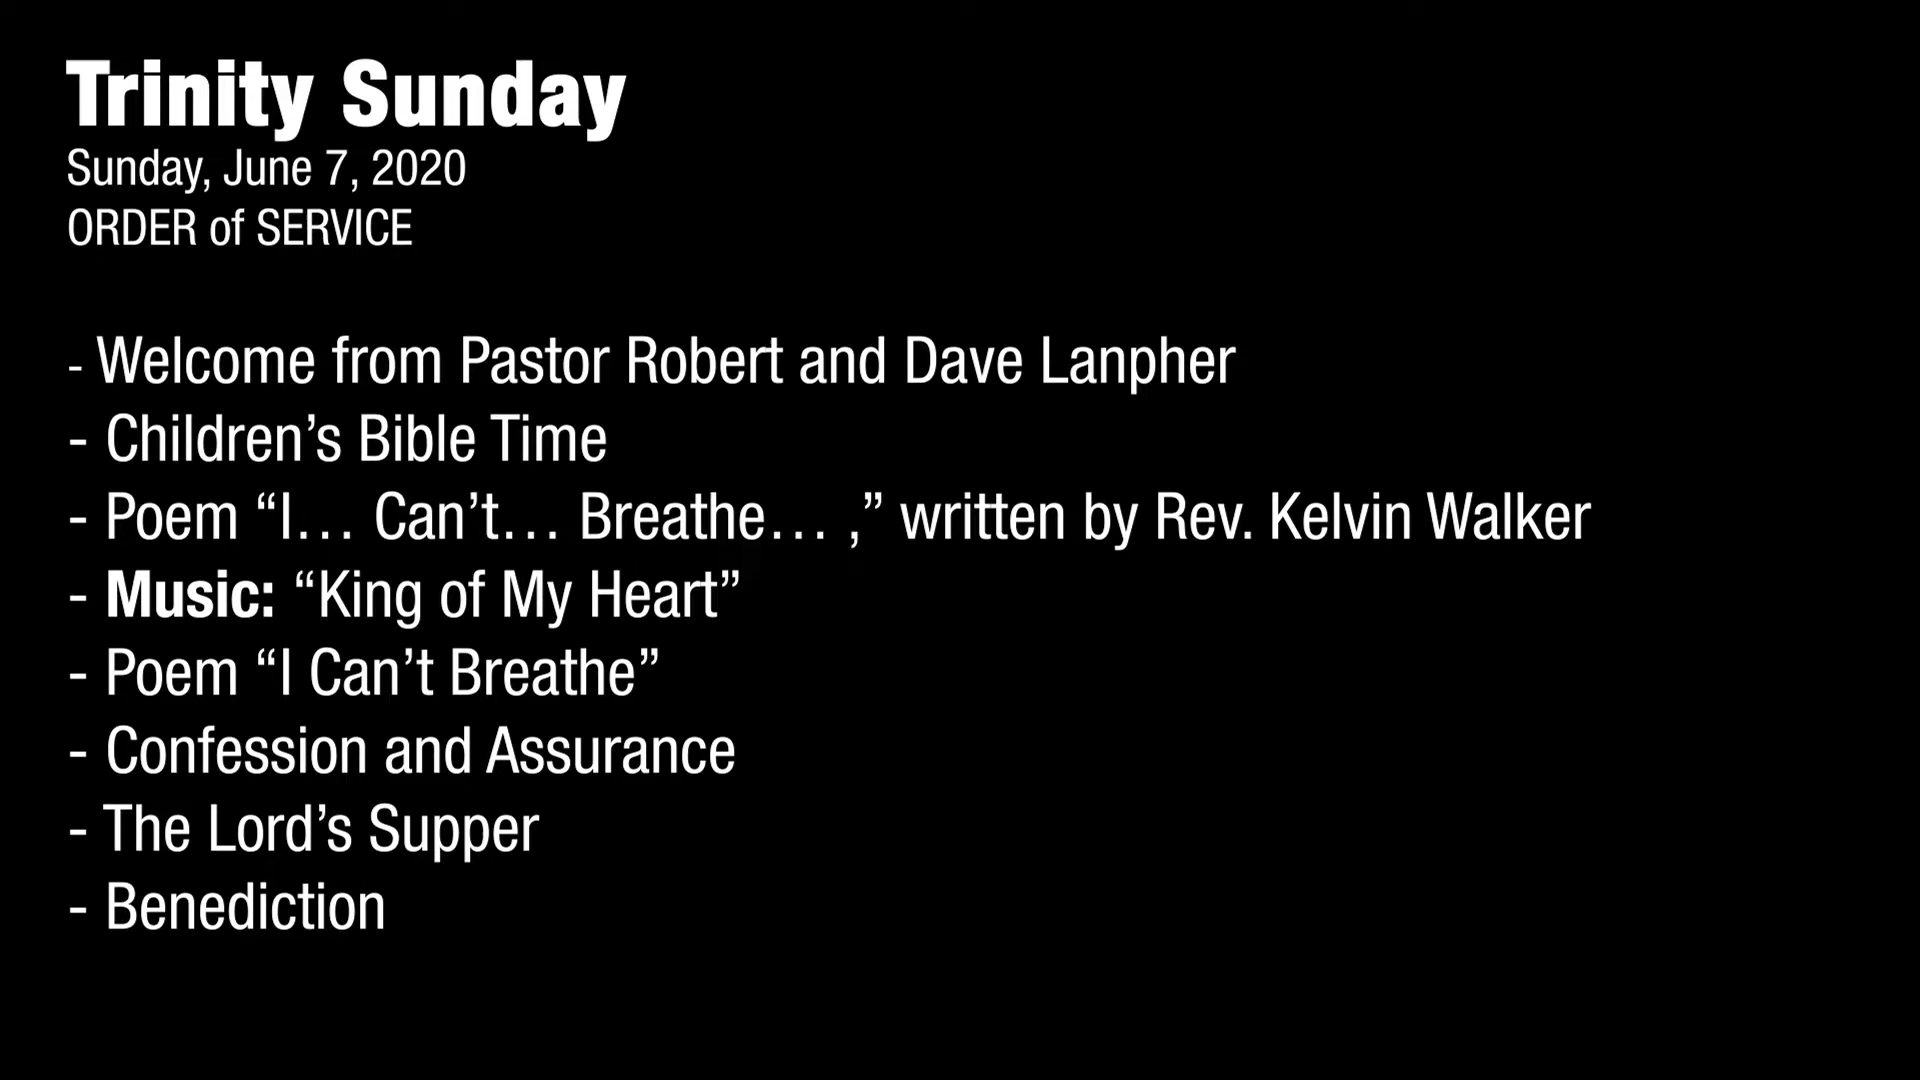 Trinity Sunday
Sunday, June 7, 2020
ORDER of SERVICE
- Welcome from Pastor Robert and Dave Lanpher
- Children’s Bible Time
- Poem “I… Can’t… Breathe… ,” written by Rev. Kelvin Walker
- Music: “King of My Heart”
- Poem “I Can’t Breathe”
- Confession and Assurance
- The Lord’s Supper
- Benediction